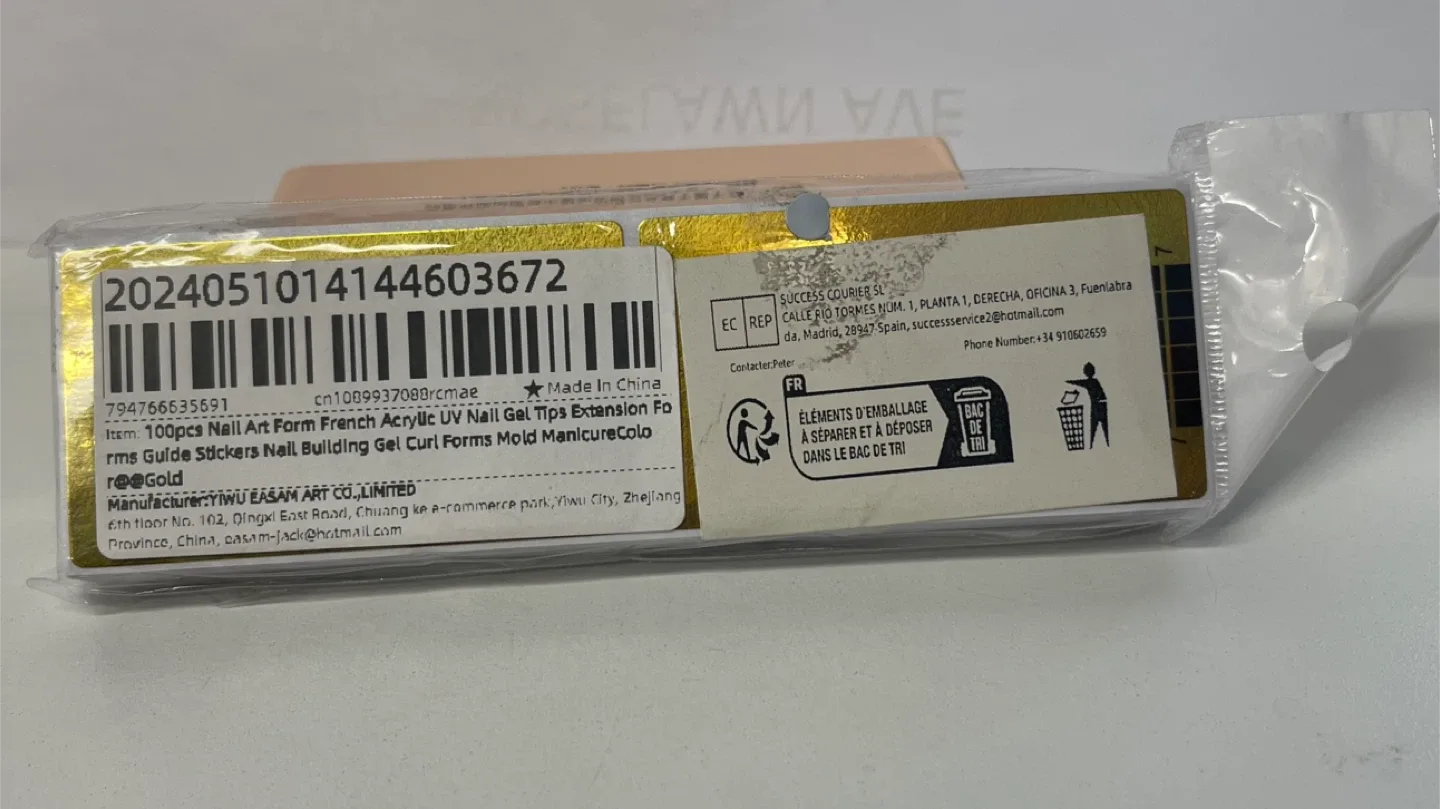 ELAWN AVE
2024051014144603672
794766635691 cn1089937088rcmae ★ Made In China
Item: 100pcs Nail Art Form French Acrylic UV Nail Gel Tips Extension Fo
rms Guide Stickers Nail Building Gel Curl Forms Mold ManicureColo
r@@Gold
Manufacturer:YIWU EASAM ART CO.,LIMITED
6th floor No. 102, Qingxi East Road, Chuang ke e-commerce park,Yiwu City, Zhejiang
Province, China, easam-jack@hotmail.com
EC REP
SUCCESS COURIER SL
CALLE RIO TORMES NUM. 1, PLANTA 1, DERECHA, OFICINA 3, Fuenlabra
da, Madrid, 28947 Spain, successservice2@hotmail.com
Contacter:Peter
Phone Number:+34 910602659
FR
ÉLÉMENTS D'EMBALLAGE
À SÉPARER ET À DÉPOSER
DANS LE BAC DE TRI
BAC
DE
TRI
7
7